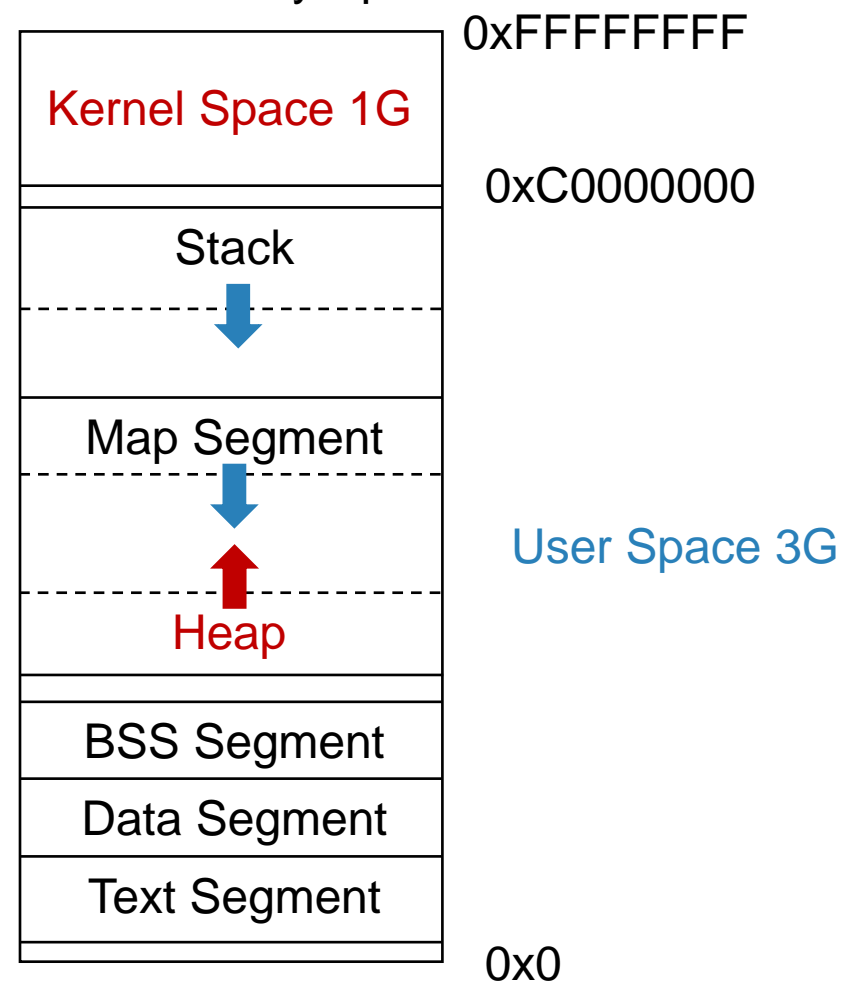 0xFFFFFFFF
Kernel Space 1G
0xC0000000
Stack
Map Segment
User Space 3G
Heap
BSS Segment
Data Segment
Text Segment
0x0